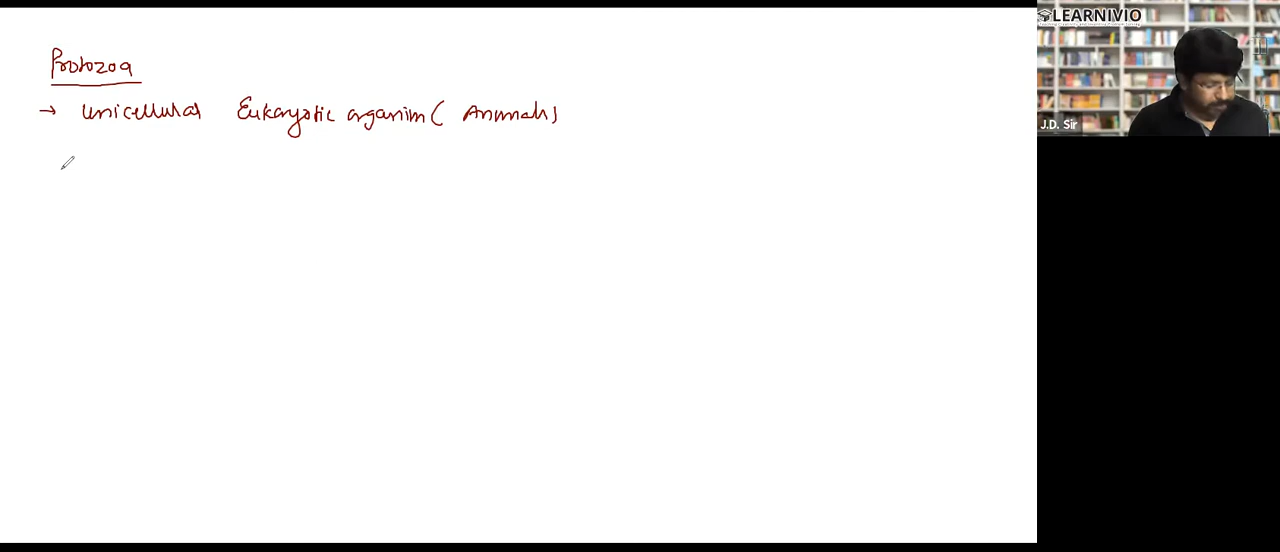 Protozoa
→ Unicellular Eukaryotic organism ( Animals)
LEARNIVIO
J.D. Sir